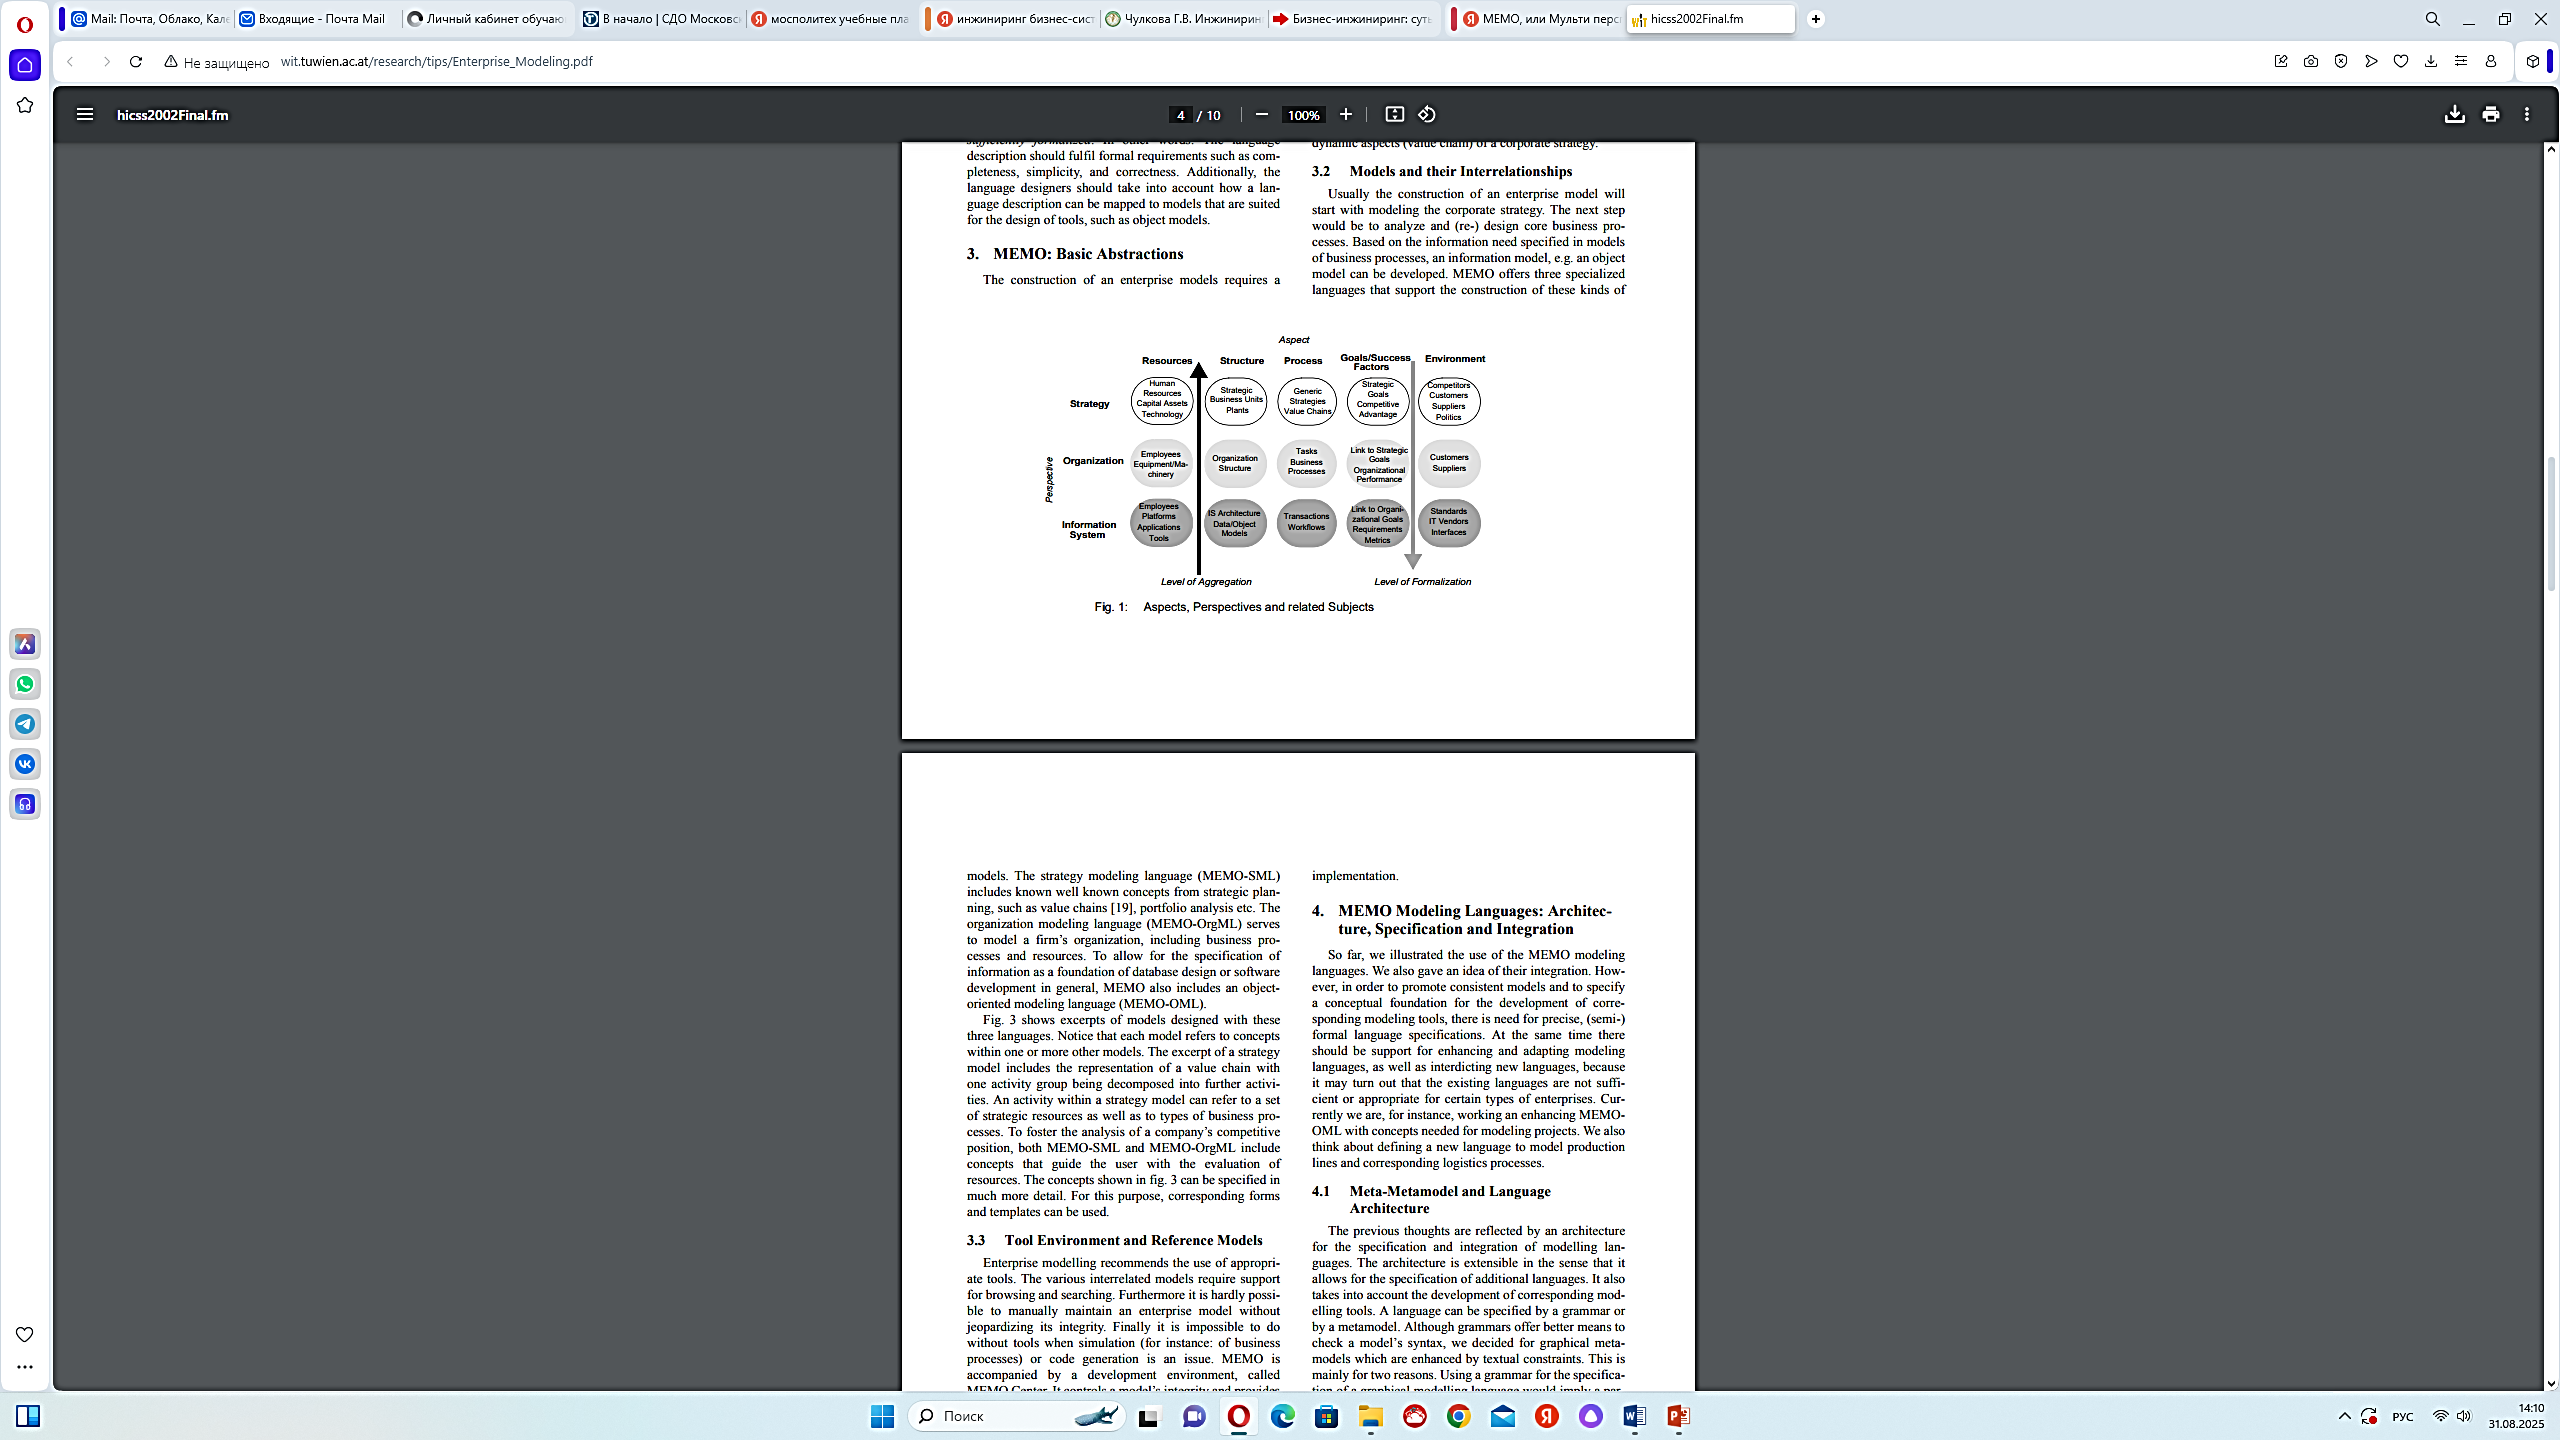 Mail: Почта, Облако, Кале
Входящие - Почта Mail
Личный кабинет обучаю
В начало | СДО Московс
мосполитех учебные пла
инжиниринг бизнес-сист
Чулкова Г.В. Инжинирин
Бизнес-инжиниринг: суть
МЕМО, или Мульти перс
hicss2002Final.fm
Не защищено wit.tuwien.ac.at/research/tips/Enterprise_Modeling.pdf
hicss2002Final.fm
4 / 10
100%
sufficiently formalized. In other words: The language
description should fulfil formal requirements such as com-
pleteness, simplicity, and correctness. Additionally, the
language designers should take into account how a lan-
guage description can be mapped to models that are suited
for the design of tools, such as object models.
3. MEMO: Basic Abstractions
The construction of an enterprise models requires a
dynamic aspects (value chain) of a corporate strategy.
3.2 Models and their Interrelationships
Usually the construction of an enterprise model will
start with modeling the corporate strategy. The next step
would be to analyze and (re-) design core business pro-
cesses. Based on the information need specified in models
of business processes, an information model, e.g. an object
model can be developed. MEMO offers three specialized
languages that support the construction of these kinds of
Aspect
Resources
Structure
Process
Goals/Success
Factors
Environment
Perspective
Strategy
Human
Resources
Capital Assets
Technology
Strategic
Business Units
Plants
Generic
Strategies
Value Chains
Strategic
Goals
Competitive
Advantage
Competitors
Customers
Suppliers
Politics
Organization
Employees
Equipment/Ma-
chinery
Organization
Structure
Tasks
Business
Processes
Link to Strategic
Goals
Organizational
Performance
Customers
Suppliers
Information
System
Employees
Platforms
Applications
Tools
IS Architecture
Data/Object
Models
Transactions
Workflows
Link to Organi-
zational Goals
Requirements
Metrics
Standards
IT Vendors
Interfaces
Level of Aggregation
Level of Formalization
Fig. 1: Aspects, Perspectives and related Subjects
models. The strategy modeling language (MEMO-SML)
includes known well known concepts from strategic plan-
ning, such as value chains [19], portfolio analysis etc. The
organization modeling language (MEMO-OrgML) serves
to model a firm's organization, including business pro-
cesses and resources. To allow for the specification of
information as a foundation of database design or software
development in general, MEMO also includes an object-
oriented modeling language (MEMO-OML).
Fig. 3 shows excerpts of models designed with these
three languages. Notice that each model refers to concepts
within one or more other models. The excerpt of a strategy
model includes the representation of a value chain with
one activity group being decomposed into further activi-
ties. An activity within a strategy model can refer to a set
of strategic resources as well as to types of business pro-
cesses. To foster the analysis of a company's competitive
position, both MEMO-SML and MEMO-OrgML include
concepts that guide the user with the evaluation of
resources. The concepts shown in fig. 3 can be specified in
much more detail. For this purpose, corresponding forms
and templates can be used.
3.3 Tool Environment and Reference Models
Enterprise modelling recommends the use of appropri-
ate tools. The various interrelated models require support
for browsing and searching. Furthermore it is hardly possi-
ble to manually maintain an enterprise model without
jeopardizing its integrity. Finally it is impossible to do
without tools when simulation (for instance: of business
processes) or code generation is an issue. MEMO is
accompanied by a development environment, called
MEMO Center. It controls a model's integrity and provides
implementation.
4. MEMO Modeling Languages: Architec-
ture, Specification and Integration
So far, we illustrated the use of the MEMO modeling
languages. We also gave an idea of their integration. How-
ever, in order to promote consistent models and to specify
a conceptual foundation for the development of corre-
sponding modeling tools, there is need for precise, (semi-)
formal language specifications. At the same time there
should be support for enhancing and adapting modeling
languages, as well as interdicting new languages, because
it may turn out that the existing languages are not suffi-
cient or appropriate for certain types of enterprises. Cur-
rently we are, for instance, working an enhancing MEMO-
OML with concepts needed for modeling projects. We also
think about defining a new language to model production
lines and corresponding logistics processes.
4.1 Meta-Metamodel and Language
Architecture
The previous thoughts are reflected by an architecture
for the specification and integration of modelling lan-
guages. The architecture is extensible in the sense that it
allows for the specification of additional languages. It also
takes into account the development of corresponding mod-
elling tools. A language can be specified by a grammar or
by a metamodel. Although grammars offer better means to
check a model's syntax, we decided for graphical meta-
models which are enhanced by textual constraints. This is
mainly for two reasons. Using a grammar for the specifica-
tion of a graphical modelling language would imply a par-
Поиск
РУС
14:10
31.08.2025